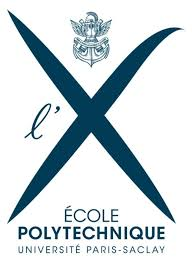 l'X
ÉCOLE
POLYTECHNIQUE
UNIVERSITÉ PARIS-SACLAY